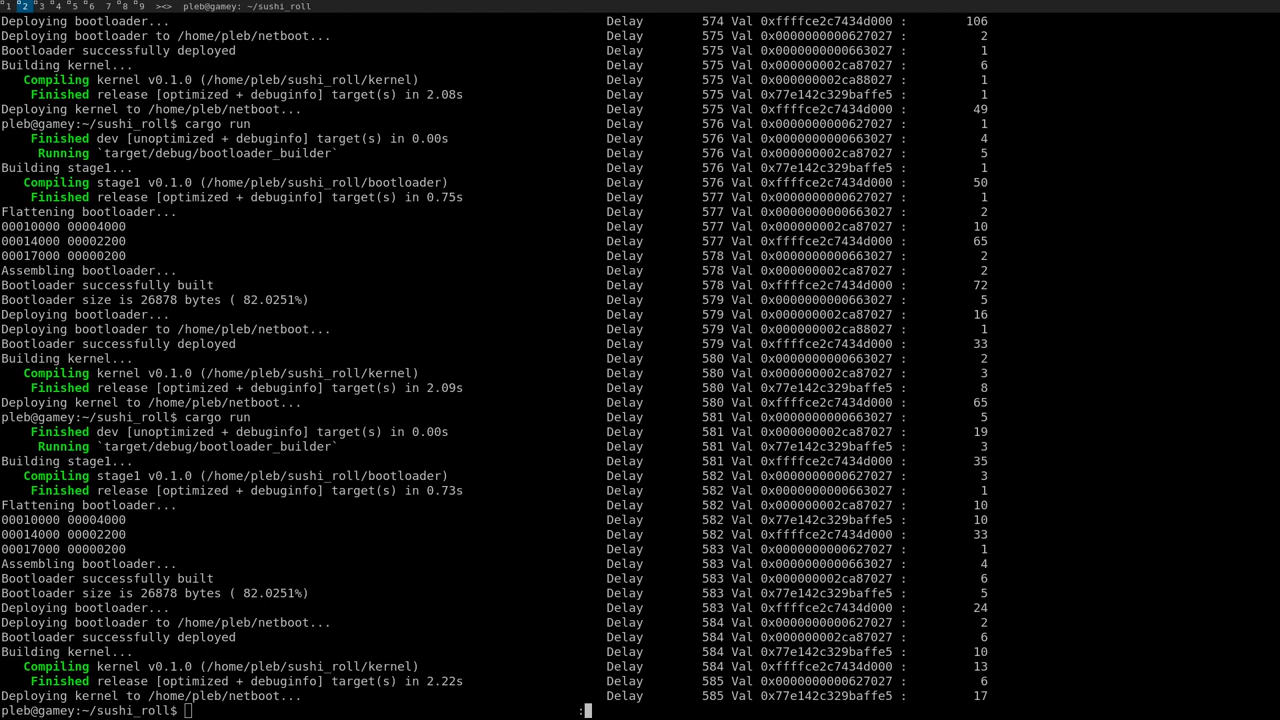 1 2 3 4 5 6 7 8 9 ><> pleb@gamey: ~/sushi_roll
Deploying bootloader...
Deploying bootloader to /home/pleb/netboot...
Bootloader successfully deployed
Building kernel...
Compiling kernel v0.1.0 (/home/pleb/sushi_roll/kernel)
Finished release [optimized + debuginfo] target(s) in 2.08s
Deploying kernel to /home/pleb/netboot...
pleb@gamey:~/sushi_roll$ cargo run
Finished dev [unoptimized + debuginfo] target(s) in 0.00s
Running `target/debug/bootloader_builder`
Building stage1...
Compiling stage1 v0.1.0 (/home/pleb/sushi_roll/bootloader)
Finished release [optimized + debuginfo] target(s) in 0.75s
Flattening bootloader...
00010000 00004000
00014000 00002200
00017000 00000200
Assembling bootloader...
Bootloader successfully built
Bootloader size is 26878 bytes ( 82.0251%)
Deploying bootloader...
Deploying bootloader to /home/pleb/netboot...
Bootloader successfully deployed
Building kernel...
Compiling kernel v0.1.0 (/home/pleb/sushi_roll/kernel)
Finished release [optimized + debuginfo] target(s) in 2.09s
Deploying kernel to /home/pleb/netboot...
pleb@gamey:~/sushi_roll$ cargo run
Finished dev [unoptimized + debuginfo] target(s) in 0.00s
Running `target/debug/bootloader_builder`
Building stage1...
Compiling stage1 v0.1.0 (/home/pleb/sushi_roll/bootloader)
Finished release [optimized + debuginfo] target(s) in 0.73s
Flattening bootloader...
00010000 00004000
00014000 00002200
00017000 00000200
Assembling bootloader...
Bootloader successfully built
Bootloader size is 26878 bytes ( 82.0251%)
Deploying bootloader...
Deploying bootloader to /home/pleb/netboot...
Bootloader successfully deployed
Building kernel...
Compiling kernel v0.1.0 (/home/pleb/sushi_roll/kernel)
Finished release [optimized + debuginfo] target(s) in 2.22s
Deploying kernel to /home/pleb/netboot...
pleb@gamey:~/sushi_roll$
Delay 574 Val 0xffffce2c7434d000 : 106
Delay 575 Val 0x0000000000627027 : 2
Delay 575 Val 0x0000000000663027 : 1
Delay 575 Val 0x000000002ca87027 : 6
Delay 575 Val 0x000000002ca88027 : 1
Delay 575 Val 0x77e142c329baffe5 : 1
Delay 575 Val 0xffffce2c7434d000 : 49
Delay 576 Val 0x0000000000627027 : 1
Delay 576 Val 0x0000000000663027 : 4
Delay 576 Val 0x000000002ca87027 : 5
Delay 576 Val 0x77e142c329baffe5 : 1
Delay 576 Val 0xffffce2c7434d000 : 50
Delay 577 Val 0x0000000000627027 : 1
Delay 577 Val 0x0000000000663027 : 2
Delay 577 Val 0x000000002ca87027 : 10
Delay 577 Val 0xffffce2c7434d000 : 65
Delay 578 Val 0x0000000000663027 : 2
Delay 578 Val 0x000000002ca87027 : 2
Delay 578 Val 0xffffce2c7434d000 : 72
Delay 579 Val 0x0000000000663027 : 5
Delay 579 Val 0x000000002ca87027 : 16
Delay 579 Val 0x000000002ca88027 : 1
Delay 579 Val 0xffffce2c7434d000 : 33
Delay 580 Val 0x0000000000663027 : 2
Delay 580 Val 0x000000002ca87027 : 3
Delay 580 Val 0x77e142c329baffe5 : 8
Delay 580 Val 0xffffce2c7434d000 : 65
Delay 581 Val 0x0000000000663027 : 5
Delay 581 Val 0x000000002ca87027 : 19
Delay 581 Val 0x77e142c329baffe5 : 3
Delay 581 Val 0xffffce2c7434d000 : 35
Delay 582 Val 0x0000000000627027 : 3
Delay 582 Val 0x0000000000663027 : 1
Delay 582 Val 0x000000002ca87027 : 10
Delay 582 Val 0x77e142c329baffe5 : 10
Delay 582 Val 0xffffce2c7434d000 : 33
Delay 583 Val 0x0000000000627027 : 1
Delay 583 Val 0x0000000000663027 : 4
Delay 583 Val 0x000000002ca87027 : 6
Delay 583 Val 0x77e142c329baffe5 : 5
Delay 583 Val 0xffffce2c7434d000 : 24
Delay 584 Val 0x0000000000627027 : 2
Delay 584 Val 0x000000002ca87027 : 6
Delay 584 Val 0x77e142c329baffe5 : 10
Delay 584 Val 0xffffce2c7434d000 : 13
Delay 585 Val 0x000000002ca87027 : 6
Delay 585 Val 0x77e142c329baffe5 : 17
: